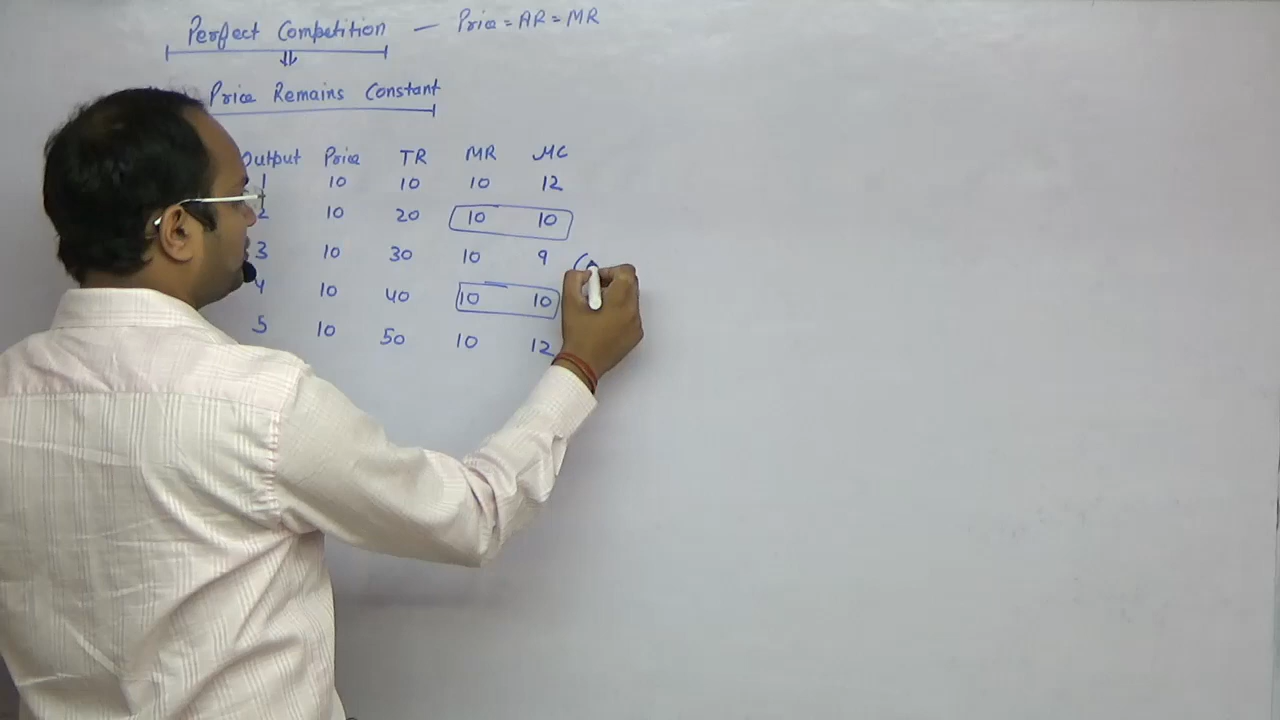 Perfect Competition — Price = AR = MR
⇓
Price Remains Constant
Output Price TR MR MC
1 10 10 10 12
2 10 20 10 10
3 10 30 10 9 (
4 10 40 10 10
5 10 50 10 12